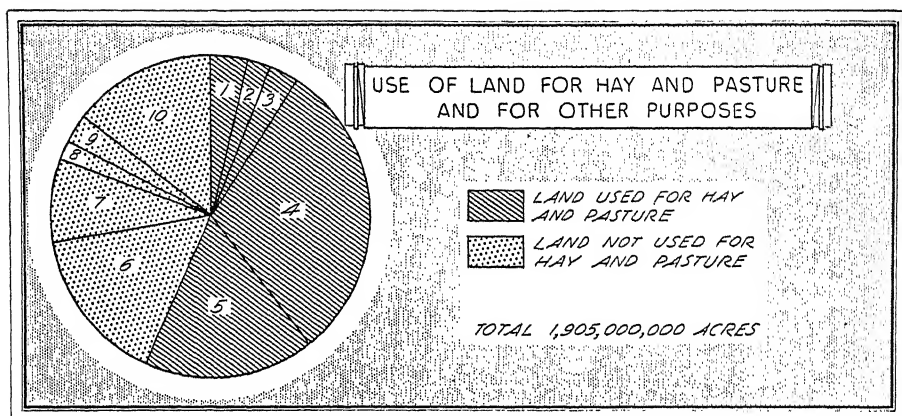 USE OF LAND FOR HAY AND PASTURE
AND FOR OTHER PURPOSES
1
2
3
4
5
6
7
8
9
10
LAND USED FOR HAY
AND PASTURE
LAND NOT USED FOR
HAY AND PASTURE
TOTAL 1,905,000,000 ACRES